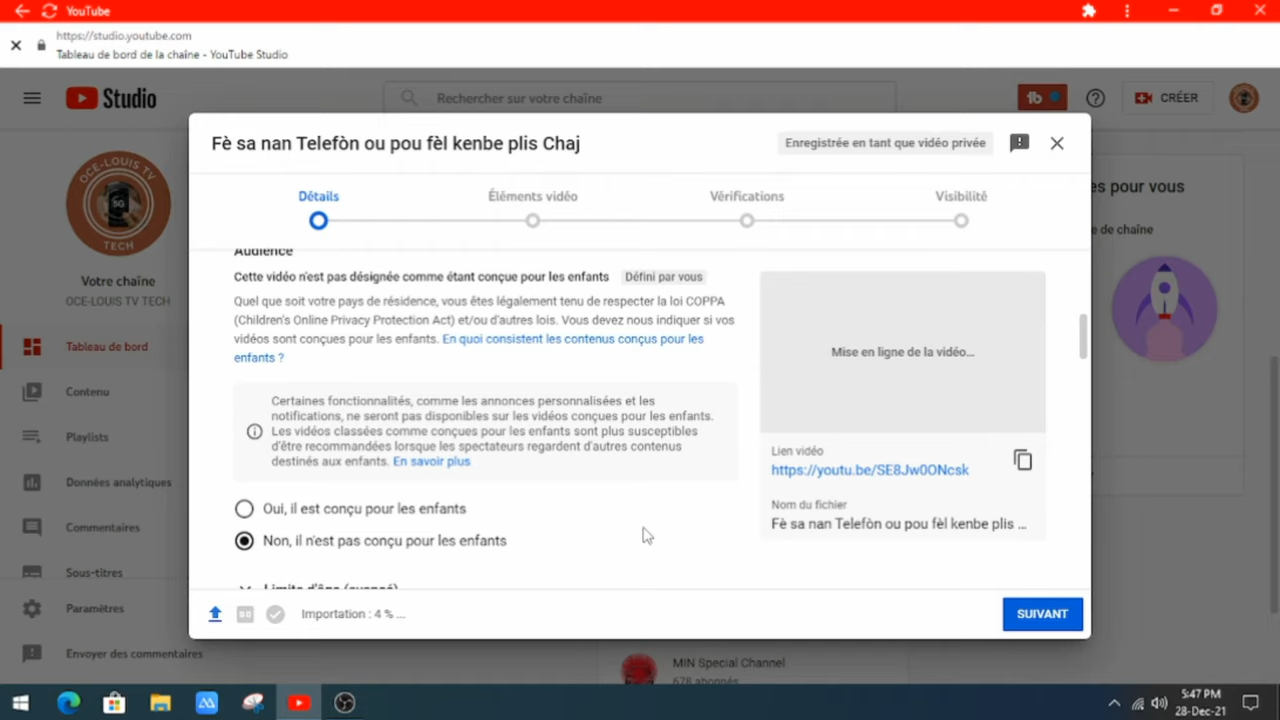 YouTube
https://studio.youtube.com
Tableau de bord de la chaîne - YouTube Studio
Studio
Rechercher sur votre chaîne
CRÉER
OCE-LOUIS TV
5G
TECH
Votre chaîne
OCE-LOUIS TV TECH
Tableau de bord
Contenu
Playlists
Données analytiques
Commentaires
Sous-titres
Paramètres
Envoyer des commentaires
Fè sa nan Telefòn ou pou fèl kenbe plis Chaj
Enregistrée en tant que vidéo privée
Détails
Éléments vidéo
Vérifications
Visibilité
Audience
Cette vidéo n'est pas désignée comme étant conçue pour les enfants
Défini par vous
Quel que soit votre pays de résidence, vous êtes légalement tenu de respecter la loi COPPA
(Children's Online Privacy Protection Act) et/ou d'autres lois. Vous devez nous indiquer si vos
vidéos sont conçues pour les enfants. En quoi consistent les contenus conçus pour les
enfants ?
Certaines fonctionnalités, comme les annonces personnalisées et les
notifications, ne seront pas disponibles sur les vidéos conçues pour les enfants.
Les vidéos classées comme conçues pour les enfants sont plus susceptibles
d'être recommandées lorsque les spectateurs regardent d'autres contenus
destinés aux enfants. En savoir plus
Oui, il est conçu pour les enfants
Non, il n'est pas conçu pour les enfants
Limite d'âge (avancé)
Mise en ligne de la vidéo...
Lien vidéo
https://youtu.be/SE8Jw0ONcsk
Nom du fichier
Fè sa nan Telefòn ou pou fèl kenbe plis ...
Importation : 4 % ...
SUIVANT
es pour vous
e de chaîne
MIN Special Channel
678 abonnés
5:47 PM
28-Dec-21